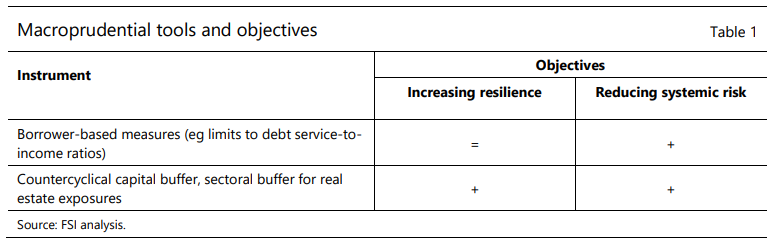 Macroprudential tools and objectives Table 1
Instrument Objectives
Increasing resilience Reducing systemic risk
Borrower-based measures (eg limits to debt service-to-
income ratios) = +
Countercyclical capital buffer, sectoral buffer for real
estate exposures + +
Source: FSI analysis.